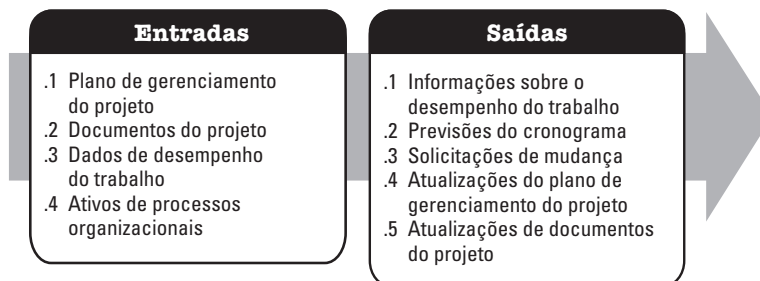 Entradas
.1 Plano de gerenciamento
do projeto
.2 Documentos do projeto
.3 Dados de desempenho
do trabalho
.4 Ativos de processos
organizacionais
Saídas
.1 Informações sobre o
desempenho do trabalho
.2 Previsões do cronograma
.3 Solicitações de mudança
.4 Atualizações do plano de
gerenciamento do projeto
.5 Atualizações de documentos
do projeto